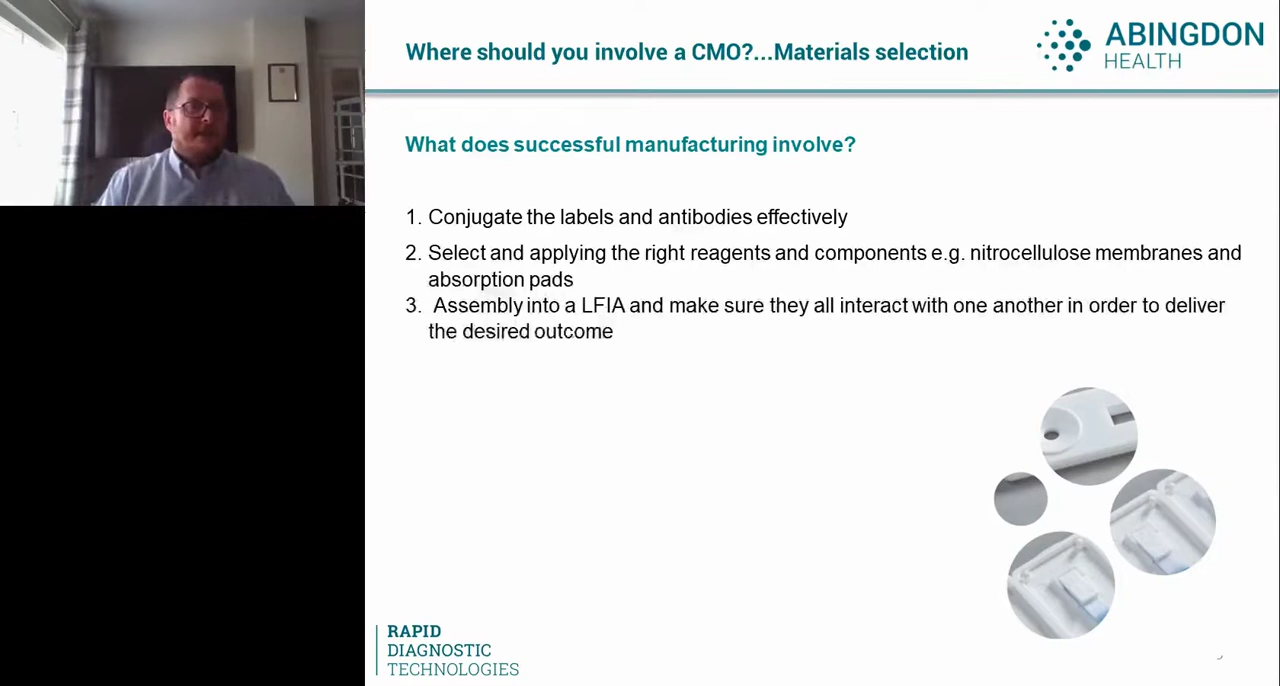 Where should you involve a CMO?...Materials selection
ABINGDON
HEALTH
What does successful manufacturing involve?
1. Conjugate the labels and antibodies effectively
2. Select and applying the right reagents and components e.g. nitrocellulose membranes and
absorption pads
3. Assembly into a LFIA and make sure they all interact with one another in order to deliver
the desired outcome
RAPID
DIAGNOSTIC
TECHNOLOGIES